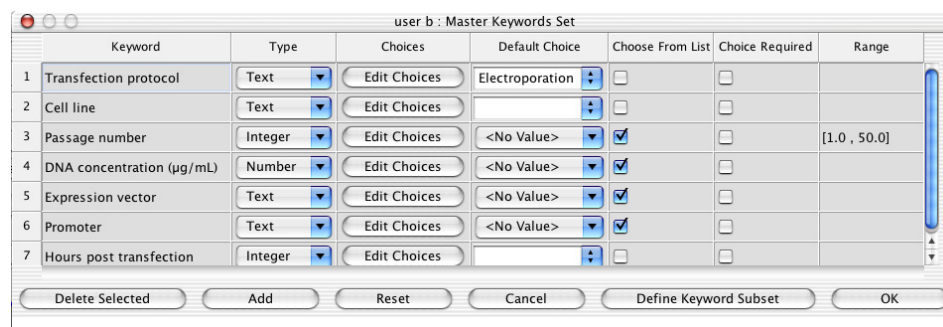 user b : Master Keywords Set
Keyword Type Choices Default Choice Choose From List Choice Required Range
1 Transfection protocol Text Edit Choices Electroporation
2 Cell line Text Edit Choices
3 Passage number Integer Edit Choices <No Value> [1.0 , 50.0]
4 DNA concentration (µg/mL) Number Edit Choices <No Value>
5 Expression vector Text Edit Choices <No Value>
6 Promoter Text Edit Choices <No Value>
7 Hours post transfection Integer Edit Choices
Delete Selected Add Reset Cancel Define Keyword Subset OK